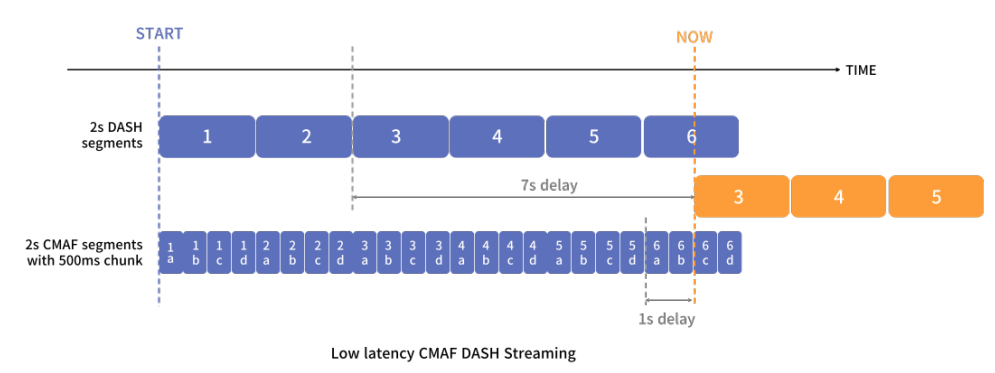 START
NOW
TIME
2s DASH
segments
1 2 3 4 5 6
7s delay
3 4 5
2s CMAF segments
with 500ms chunk
1a 1b 1c 1d 2a 2b 2c 2d 3a 3b 3c 3d 4a 4b 4c 4d 5a 5b 5c 5d 6a 6b 6c 6d
1s delay
Low latency CMAF DASH Streaming